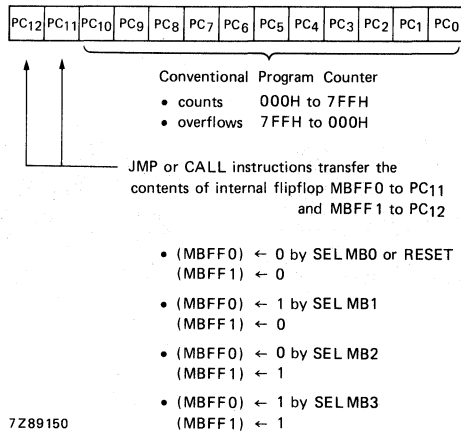 PC12 PC11 PC10 PC9 PC8 PC7 PC6 PC5 PC4 PC3 PC2 PC1 PC0
Conventional Program Counter
• counts 000H to 7FFH
• overflows 7FFH to 000H
JMP or CALL instructions transfer the
contents of internal flipflop MBFF0 to PC11
and MBFF1 to PC12
• (MBFF0) ← 0 by SEL MB0 or RESET
(MBFF1) ← 0
• (MBFF0) ← 1 by SEL MB1
(MBFF1) ← 0
• (MBFF0) ← 0 by SEL MB2
(MBFF1) ← 1
• (MBFF0) ← 1 by SEL MB3
(MBFF1) ← 1
7Z89150